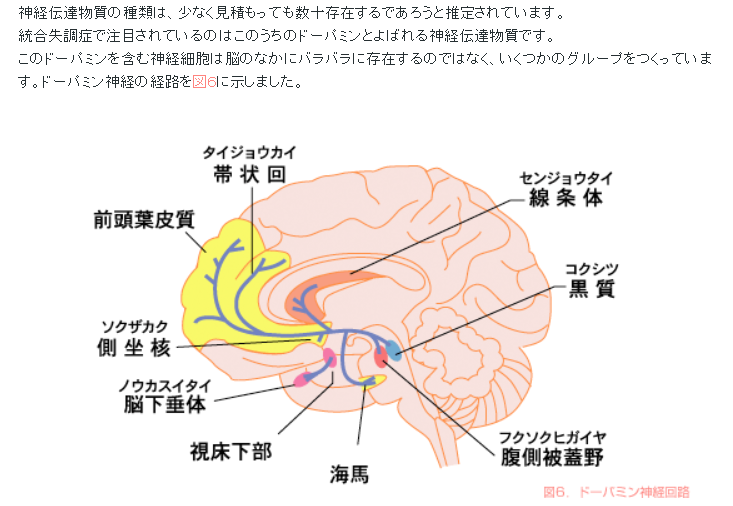 神経伝達物質の種類は、少なく見積もっても数十存在するであろうと推定されています。
統合失調症で注目されているのはこのうちのドーパミンとよばれる神経伝達物質です。
このドーパミンを含む神経細胞は脳のなかにバラバラに存在するのではなく、いくつかのグループをつくっていま
す。ドーパミン神経の経路を図6に示しました。
タイジョウカイ
帯状回
センジョウタイ
線条体
前頭葉皮質
コクシツ
黒質
ソクザカク
側坐核
ノウカスイタイ
脳下垂体
視床下部
海馬
フクソクヒガイヤ
腹側被蓋野
図6. ドーパミン神経回路